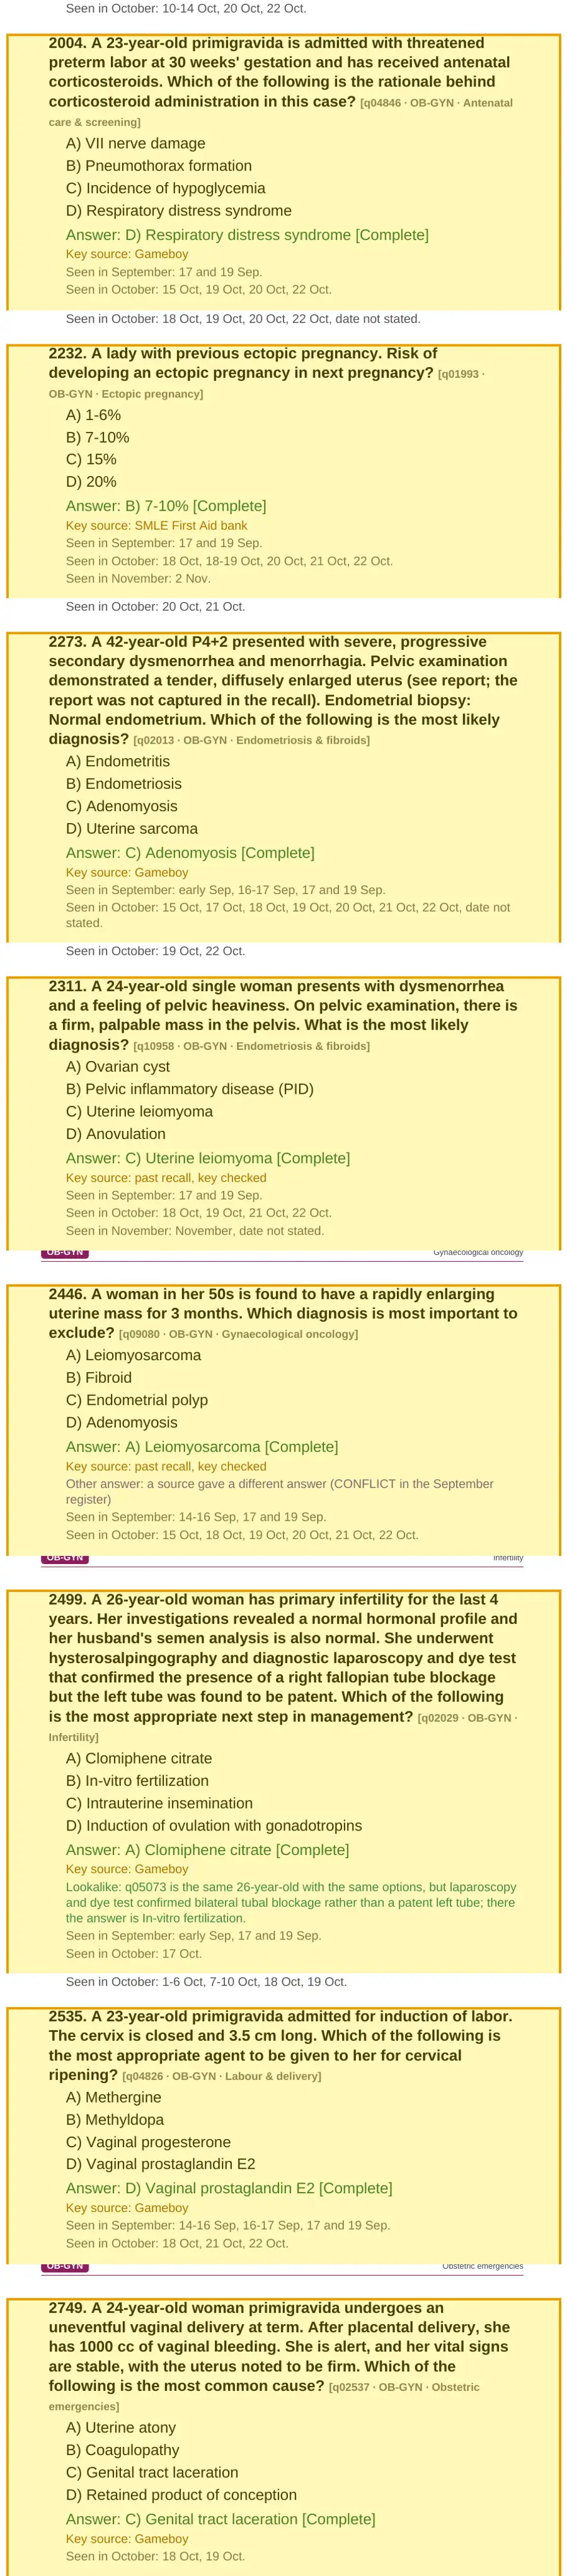 Seen in October: 10-14 Oct, 20 Oct, 22 Oct.
2004. A 23-year-old primigravida is admitted with threatened
preterm labor at 30 weeks' gestation and has received antenatal
corticosteroids. Which of the following is the rationale behind
corticosteroid administration in this case? [q04846 · OB-GYN · Antenatal
care & screening]
A) VII nerve damage
B) Pneumothorax formation
C) Incidence of hypoglycemia
D) Respiratory distress syndrome
Answer: D) Respiratory distress syndrome [Complete]
Key source: Gameboy
Seen in September: 17 and 19 Sep.
Seen in October: 15 Oct, 19 Oct, 20 Oct, 22 Oct.
Seen in October: 18 Oct, 19 Oct, 20 Oct, 22 Oct, date not stated.
2232. A lady with previous ectopic pregnancy. Risk of
developing an ectopic pregnancy in next pregnancy? [q01993 ·
OB-GYN · Ectopic pregnancy]
A) 1-6%
B) 7-10%
C) 15%
D) 20%
Answer: B) 7-10% [Complete]
Key source: SMLE First Aid bank
Seen in September: 17 and 19 Sep.
Seen in October: 18 Oct, 18-19 Oct, 20 Oct, 21 Oct, 22 Oct.
Seen in November: 2 Nov.
Seen in October: 20 Oct, 21 Oct.
2273. A 42-year-old P4+2 presented with severe, progressive
secondary dysmenorrhea and menorrhagia. Pelvic examination
demonstrated a tender, diffusely enlarged uterus (see report; the
report was not captured in the recall). Endometrial biopsy:
Normal endometrium. Which of the following is the most likely
diagnosis? [q02013 · OB-GYN · Endometriosis & fibroids]
A) Endometritis
B) Endometriosis
C) Adenomyosis
D) Uterine sarcoma
Answer: C) Adenomyosis [Complete]
Key source: Gameboy
Seen in September: early Sep, 16-17 Sep, 17 and 19 Sep.
Seen in October: 15 Oct, 17 Oct, 18 Oct, 19 Oct, 20 Oct, 21 Oct, 22 Oct, date not
stated.
Seen in October: 19 Oct, 22 Oct.
2311. A 24-year-old single woman presents with dysmenorrhea
and a feeling of pelvic heaviness. On pelvic examination, there is
a firm, palpable mass in the pelvis. What is the most likely
diagnosis? [q10958 · OB-GYN · Endometriosis & fibroids]
A) Ovarian cyst
B) Pelvic inflammatory disease (PID)
C) Uterine leiomyoma
D) Anovulation
Answer: C) Uterine leiomyoma [Complete]
Key source: past recall, key checked
Seen in September: 17 and 19 Sep.
Seen in October: 18 Oct, 19 Oct, 21 Oct, 22 Oct.
Seen in November: November, date not stated.
OB-GYN Gynaecological oncology
2446. A woman in her 50s is found to have a rapidly enlarging
uterine mass for 3 months. Which diagnosis is most important to
exclude? [q09080 · OB-GYN · Gynaecological oncology]
A) Leiomyosarcoma
B) Fibroid
C) Endometrial polyp
D) Adenomyosis
Answer: A) Leiomyosarcoma [Complete]
Key source: past recall, key checked
Other answer: a source gave a different answer (CONFLICT in the September
register)
Seen in September: 14-16 Sep, 17 and 19 Sep.
Seen in October: 15 Oct, 18 Oct, 19 Oct, 20 Oct, 21 Oct, 22 Oct.
OB-GYN Infertility
2499. A 26-year-old woman has primary infertility for the last 4
years. Her investigations revealed a normal hormonal profile and
her husband's semen analysis is also normal. She underwent
hysterosalpingography and diagnostic laparoscopy and dye test
that confirmed the presence of a right fallopian tube blockage
but the left tube was found to be patent. Which of the following
is the most appropriate next step in management? [q02029 · OB-GYN ·
Infertility]
A) Clomiphene citrate
B) In-vitro fertilization
C) Intrauterine insemination
D) Induction of ovulation with gonadotropins
Answer: A) Clomiphene citrate [Complete]
Key source: Gameboy
Lookalike: q05073 is the same 26-year-old with the same options, but laparoscopy
and dye test confirmed bilateral tubal blockage rather than a patent left tube; there
the answer is In-vitro fertilization.
Seen in September: early Sep, 17 and 19 Sep.
Seen in October: 17 Oct.
Seen in October: 1-6 Oct, 7-10 Oct, 18 Oct, 19 Oct.
2535. A 23-year-old primigravida admitted for induction of labor.
The cervix is closed and 3.5 cm long. Which of the following is
the most appropriate agent to be given to her for cervical
ripening? [q04826 · OB-GYN · Labour & delivery]
A) Methergine
B) Methyldopa
C) Vaginal progesterone
D) Vaginal prostaglandin E2
Answer: D) Vaginal prostaglandin E2 [Complete]
Key source: Gameboy
Seen in September: 14-16 Sep, 16-17 Sep, 17 and 19 Sep.
Seen in October: 18 Oct, 21 Oct, 22 Oct.
OB-GYN Obstetric emergencies
2749. A 24-year-old woman primigravida undergoes an
uneventful vaginal delivery at term. After placental delivery, she
has 1000 cc of vaginal bleeding. She is alert, and her vital signs
are stable, with the uterus noted to be firm. Which of the
following is the most common cause? [q02537 · OB-GYN · Obstetric
emergencies]
A) Uterine atony
B) Coagulopathy
C) Genital tract laceration
D) Retained product of conception
Answer: C) Genital tract laceration [Complete]
Key source: Gameboy
Seen in October: 18 Oct, 19 Oct.